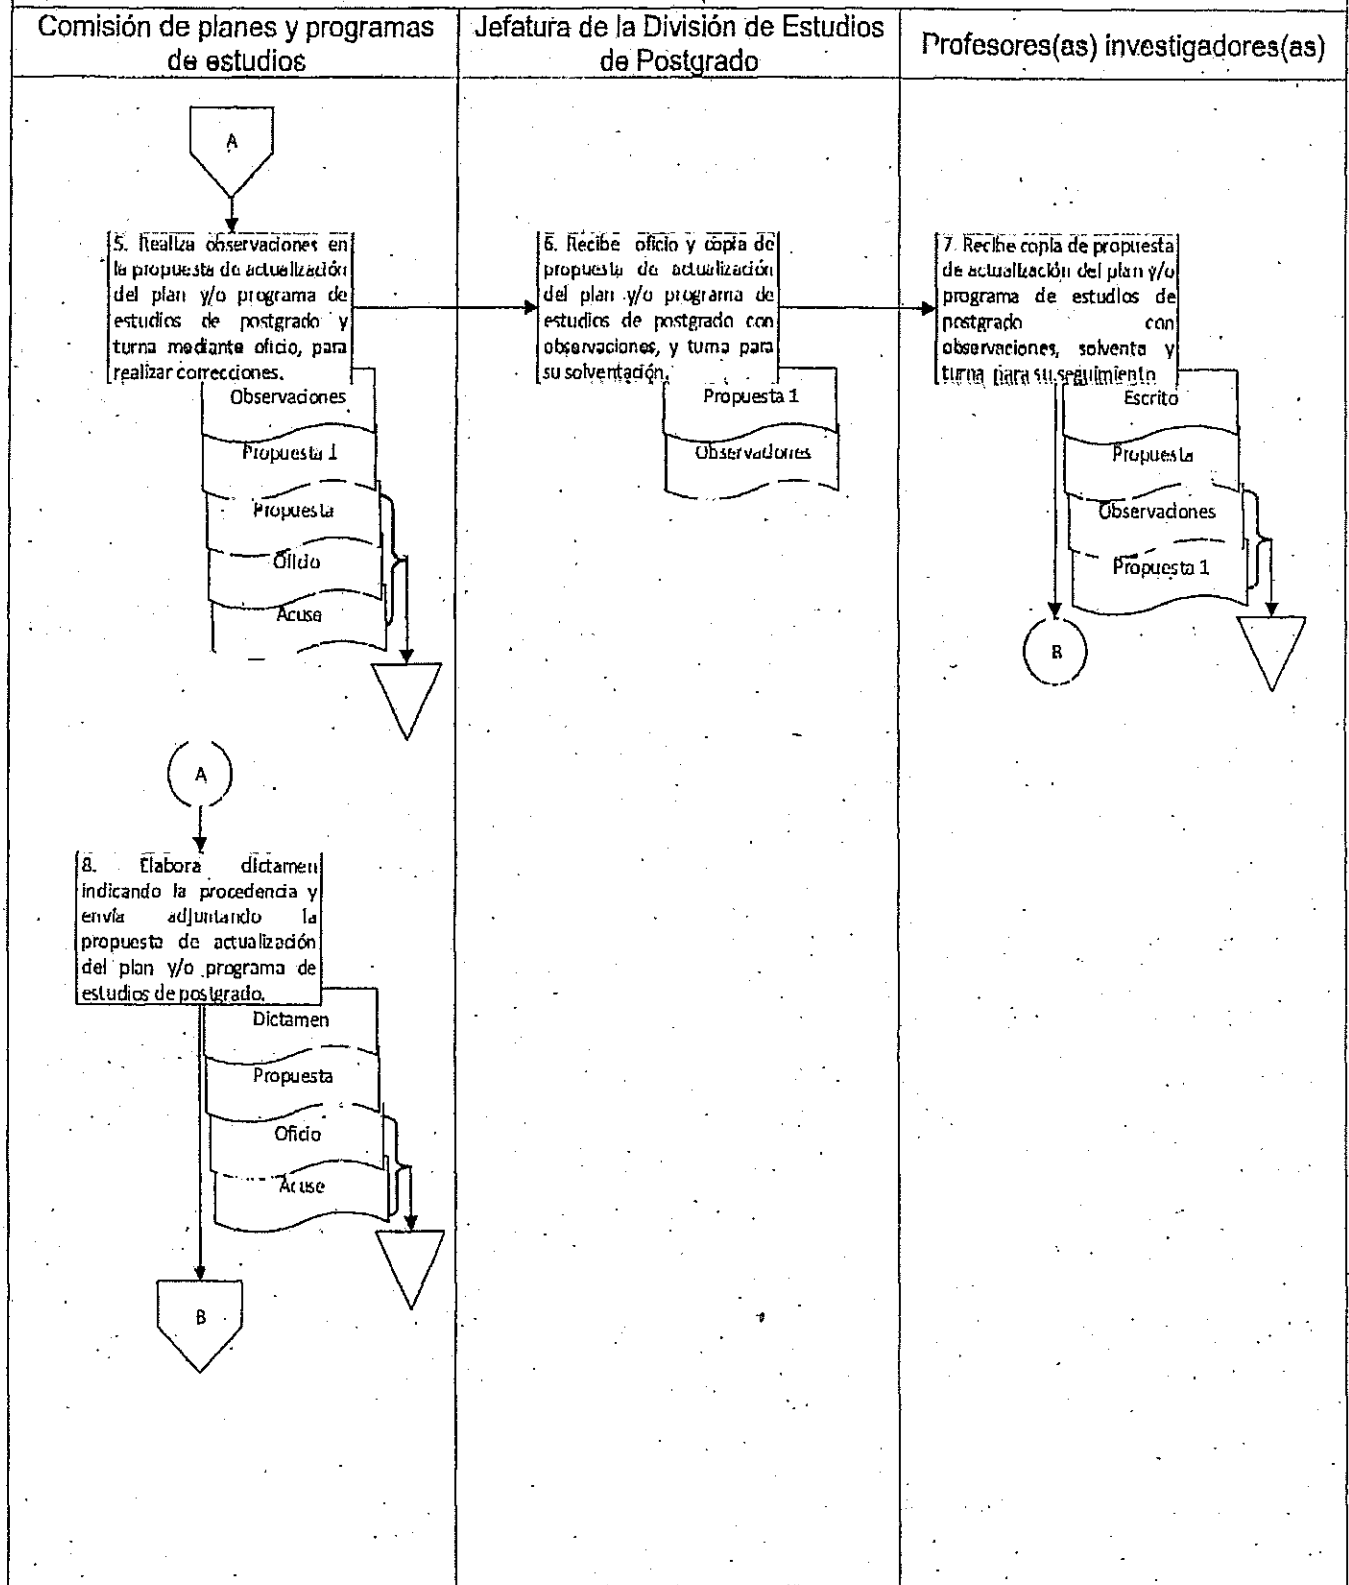 Comisión de planes y programas
de estudios
Jefatura de la División de Estudios
de Postgrado
Profesores(as) investigadores(as)
A
5. Realiza observaciones en
la propuesta de actualización
del plan y/o programa de
estudios de postgrado y
turna mediante oficio, para
realizar correcciones.
Observaciones
Propuesta 1
Propuesta
Oficio
Acuse
6. Recibe oficio y copia de
propuesta de actualización
del plan y/o programa de
estudios de postgrado con
observaciones, y turna para
su solventación.
Propuesta 1
Observaciones
7. Recibe copia de propuesta
de actualización del plan y/o
programa de estudios de
postgrado con
observaciones, solventa y
turna para su seguimiento
Escrito
Propuesta
Observaciones
Propuesta 1
B
A
8. Elabora dictamen
indicando la procedencia y
envía adjuntando la
propuesta de actualización
del plan y/o programa de
estudios de postgrado.
Dictamen
Propuesta
Oficio
Acuse
B